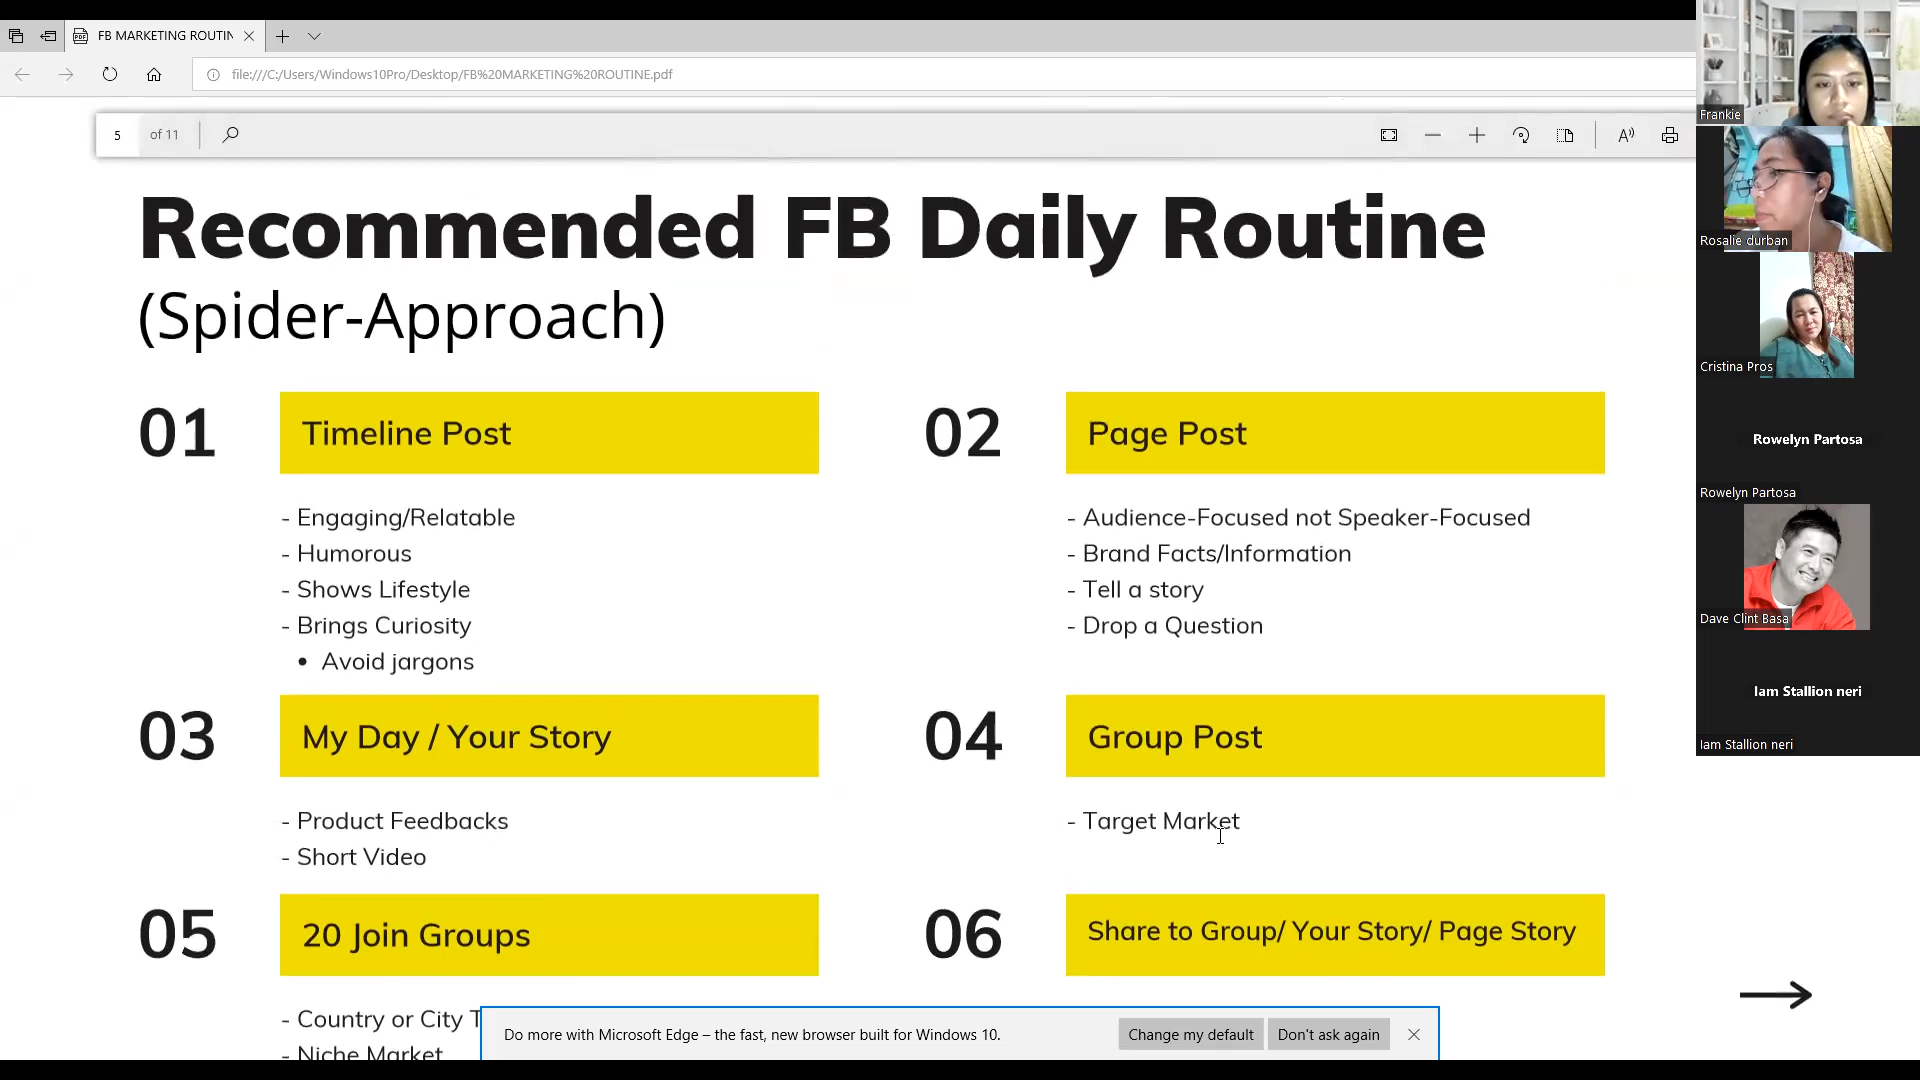 FB MARKETING ROUTIN
file:///C:/Users/Windows10Pro/Desktop/FB%20MARKETING%20ROUTINE.pdf
5 of 11
Recommended FB Daily Routine
(Spider-Approach)
01 Timeline Post
- Engaging/Relatable
- Humorous
- Shows Lifestyle
- Brings Curiosity
• Avoid jargons
02 Page Post
- Audience-Focused not Speaker-Focused
- Brand Facts/Information
- Tell a story
- Drop a Question
03 My Day / Your Story
- Product Feedbacks
- Short Video
04 Group Post
- Target Market
05 20 Join Groups
- Country or City T
- Niche Market
06 Share to Group/ Your Story/ Page Story
Do more with Microsoft Edge – the fast, new browser built for Windows 10.
Change my default
Don't ask again
Frankie
Rosalie durban
Cristina Pros
Rowelyn Partosa
Rowelyn Partosa
Dave Clint Basa
Iam Stallion neri
Iam Stallion neri